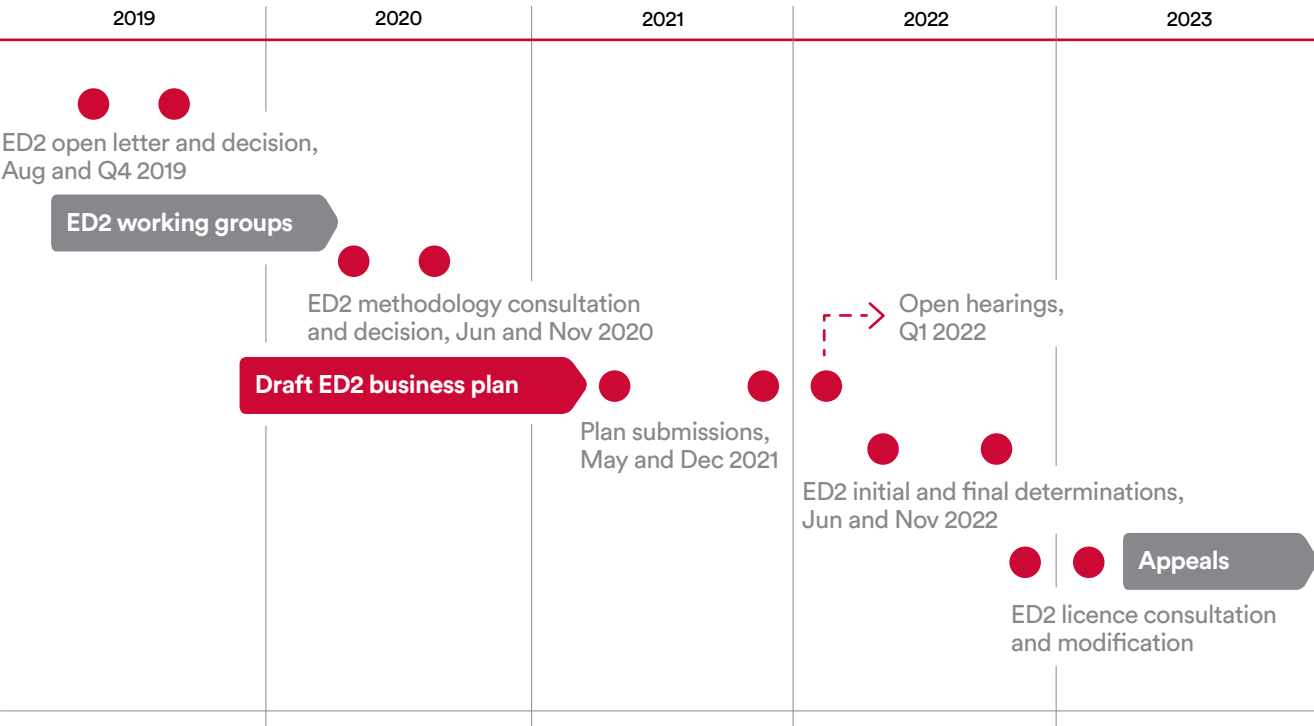 2019 2020 2021 2022 2023
ED2 open letter and decision,
Aug and Q4 2019
ED2 working groups
ED2 methodology consultation
and decision, Jun and Nov 2020
Open hearings,
Q1 2022
Draft ED2 business plan
Plan submissions,
May and Dec 2021
ED2 initial and final determinations,
Jun and Nov 2022
Appeals
ED2 licence consultation
and modification